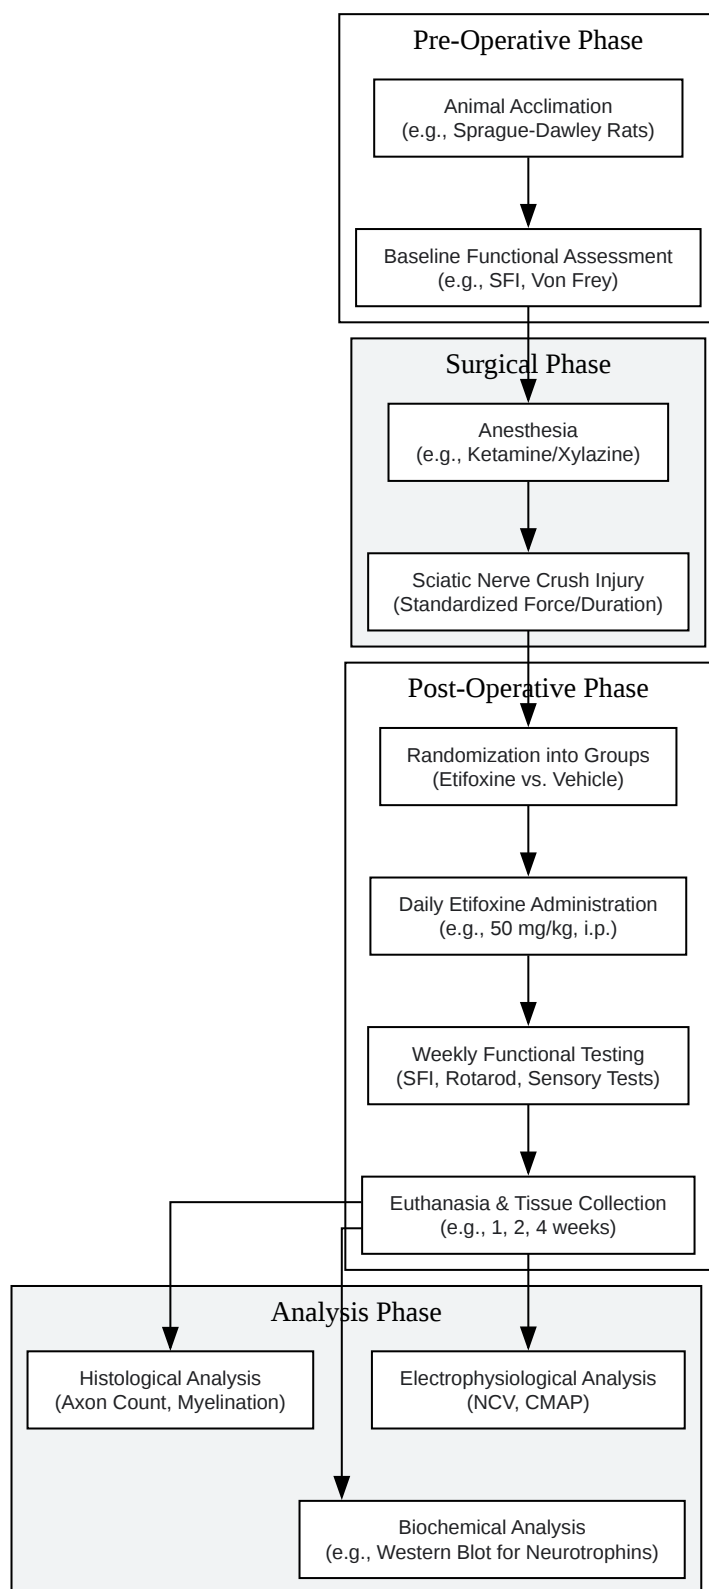 Pre-Operative Phase
Animal Acclimation
(e.g., Sprague-Dawley Rats)
Baseline Functional Assessment
(e.g., SFI, Von Frey)
Surgical Phase
Anesthesia
(e.g., Ketamine/Xylazine)
Sciatic Nerve Crush Injury
(Standardized Force/Duration)
Post-Operative Phase
Randomization into Groups
(Etifoxine vs. Vehicle)
Daily Etifoxine Administration
(e.g., 50 mg/kg, i.p.)
Weekly Functional Testing
(SFI, Rotarod, Sensory Tests)
Euthanasia & Tissue Collection
(e.g., 1, 2, 4 weeks)
Analysis Phase
Histological Analysis
(Axon Count, Myelination)
Electrophysiological Analysis
(NCV, CMAP)
Biochemical Analysis
(e.g., Western Blot for Neurotrophins)